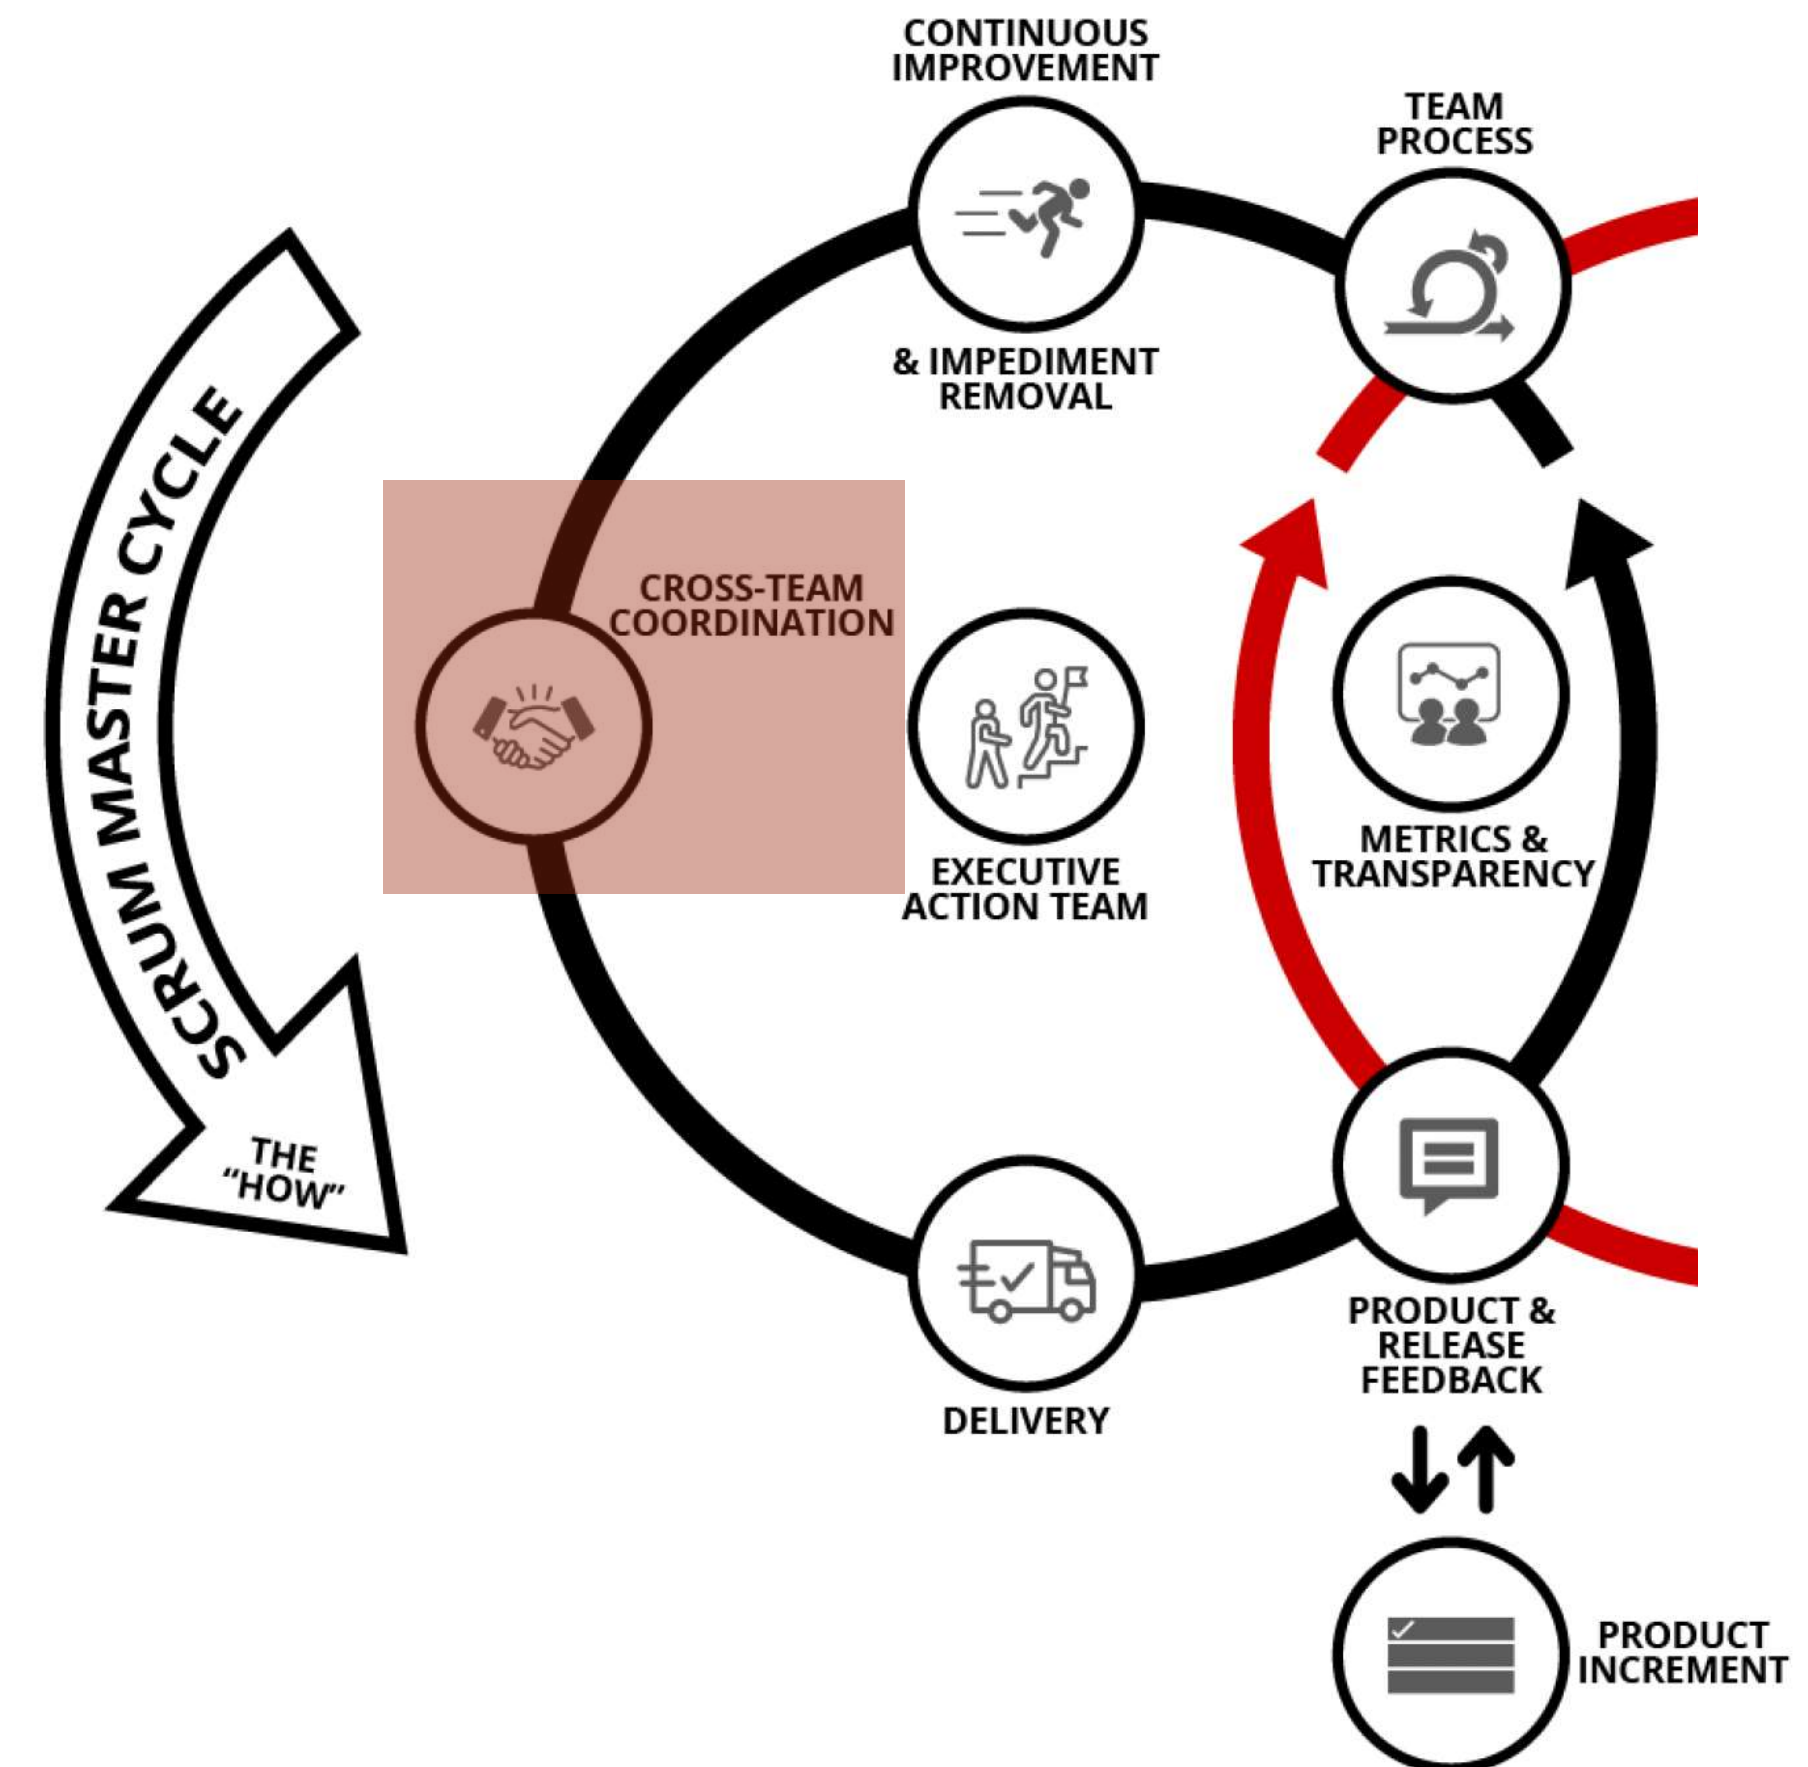 CONTINUOUS
IMPROVEMENT
& IMPEDIMENT
REMOVAL
TEAM
PROCESS
SCRUM MASTER CYCLE
THE
“HOW”
CROSS-TEAM
COORDINATION
EXECUTIVE
ACTION TEAM
METRICS &
TRANSPARENCY
DELIVERY
PRODUCT &
RELEASE
FEEDBACK
PRODUCT
INCREMENT